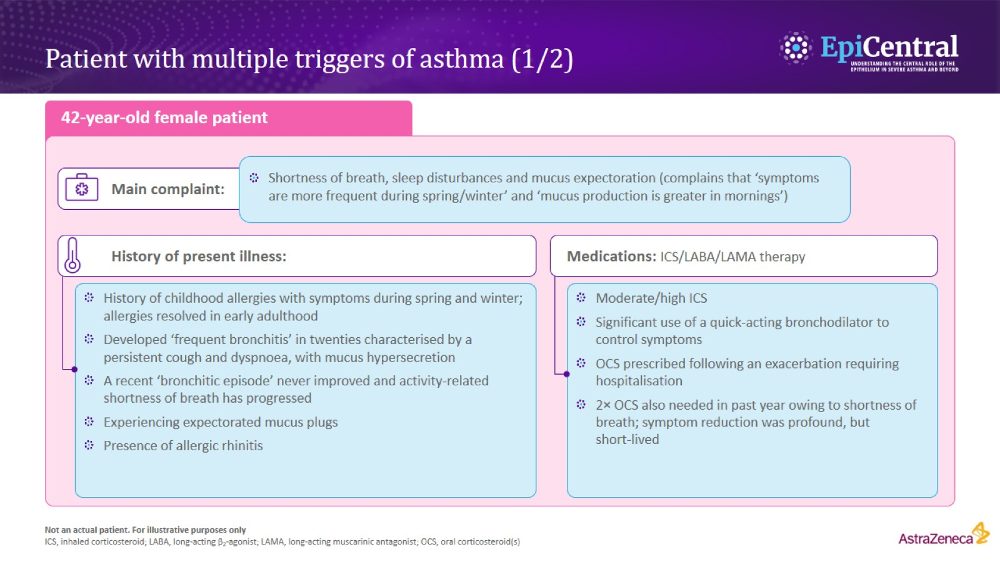 Patient with multiple triggers of asthma (1/2)
EpiCentral
UNDERSTANDING THE CENTRAL ROLE OF THE
EPITHELIUM IN SEVERE ASTHMA AND BEYOND
42-year-old female patient
Main complaint:
Shortness of breath, sleep disturbances and mucus expectoration (complains that ‘symptoms
are more frequent during spring/winter’ and ‘mucus production is greater in mornings’)
History of present illness:
History of childhood allergies with symptoms during spring and winter;
allergies resolved in early adulthood
Developed ‘frequent bronchitis’ in twenties characterised by a
persistent cough and dyspnoea, with mucus hypersecretion
A recent ‘bronchitic episode’ never improved and activity-related
shortness of breath has progressed
Experiencing expectorated mucus plugs
Presence of allergic rhinitis
Medications: ICS/LABA/LAMA therapy
Moderate/high ICS
Significant use of a quick-acting bronchodilator to
control symptoms
OCS prescribed following an exacerbation requiring
hospitalisation
2× OCS also needed in past year owing to shortness of
breath; symptom reduction was profound, but
short-lived
Not an actual patient. For illustrative purposes only
ICS, inhaled corticosteroid; LABA, long-acting β₂-agonist; LAMA, long-acting muscarinic antagonist; OCS, oral corticosteroid(s)
AstraZeneca